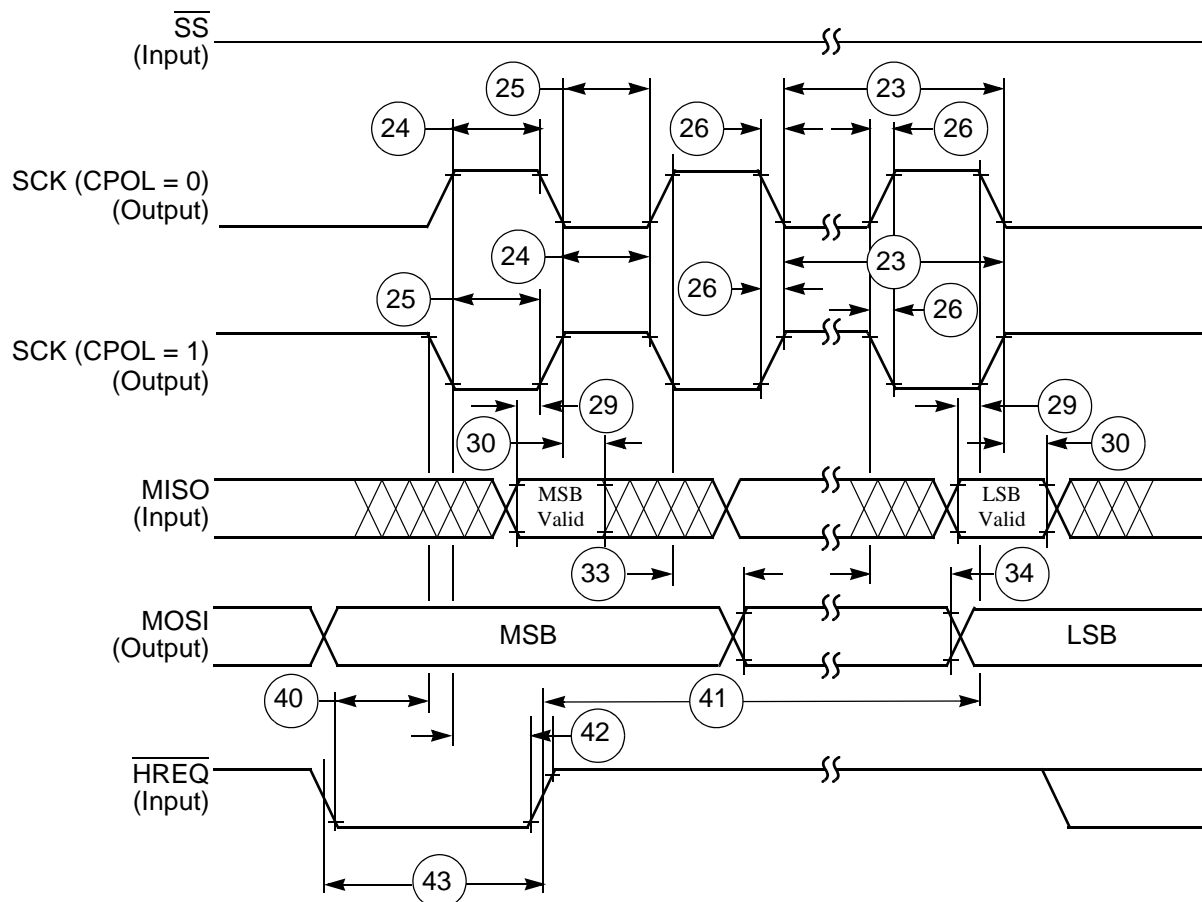 SS
(Input)
25
23
24
26
26
SCK (CPOL = 0)
(Output)
24
23
25
26
26
SCK (CPOL = 1)
(Output)
29
29
30
30
MISO
(Input)
MSB
Valid
LSB
Valid
33
34
MOSI
(Output)
MSB
LSB
40
41
42
HREQ
(Input)
43